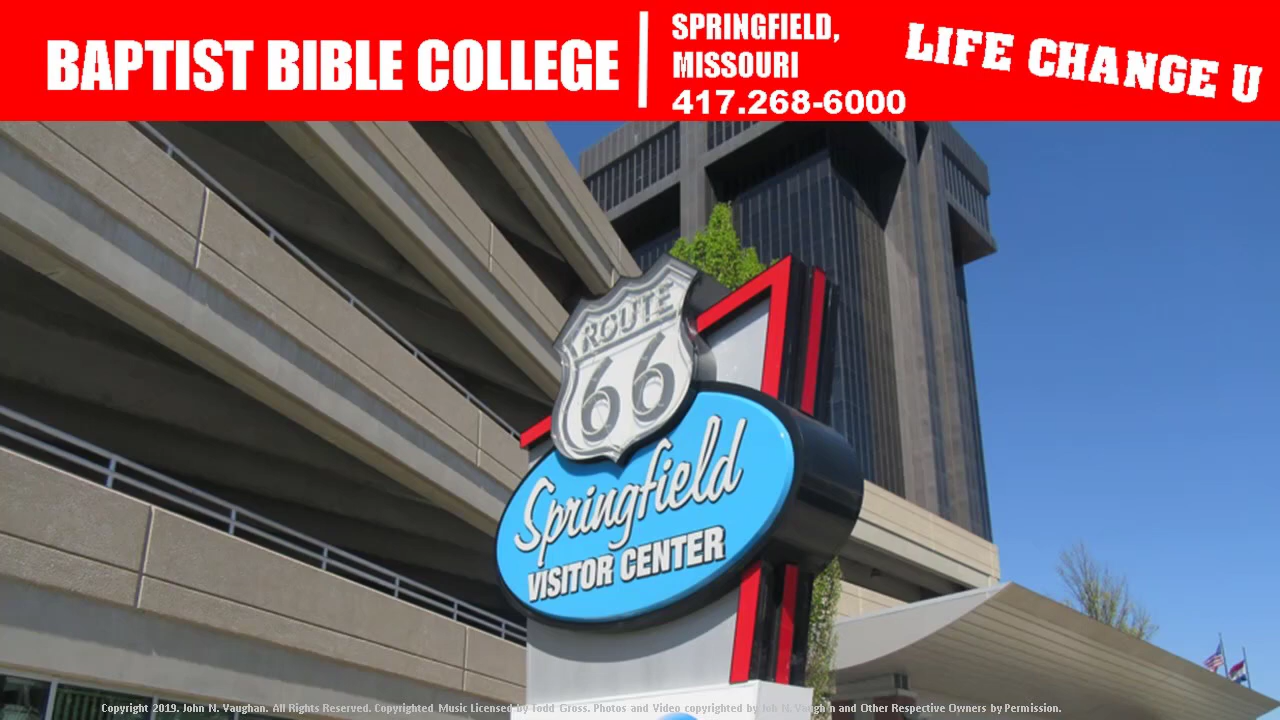 BAPTIST BIBLE COLLEGE
SPRINGFIELD,
MISSOURI
417.268-6000
LIFE CHANGE U
ROUTE
66
Springfield
VISITOR CENTER
Copyright 2019. John N. Vaughan. All Rights Reserved. Copyrighted Music Licensed by Todd Gross. Photos and Video copyrighted by Joh N. Vaughan and Other Respective Owners by Permission.